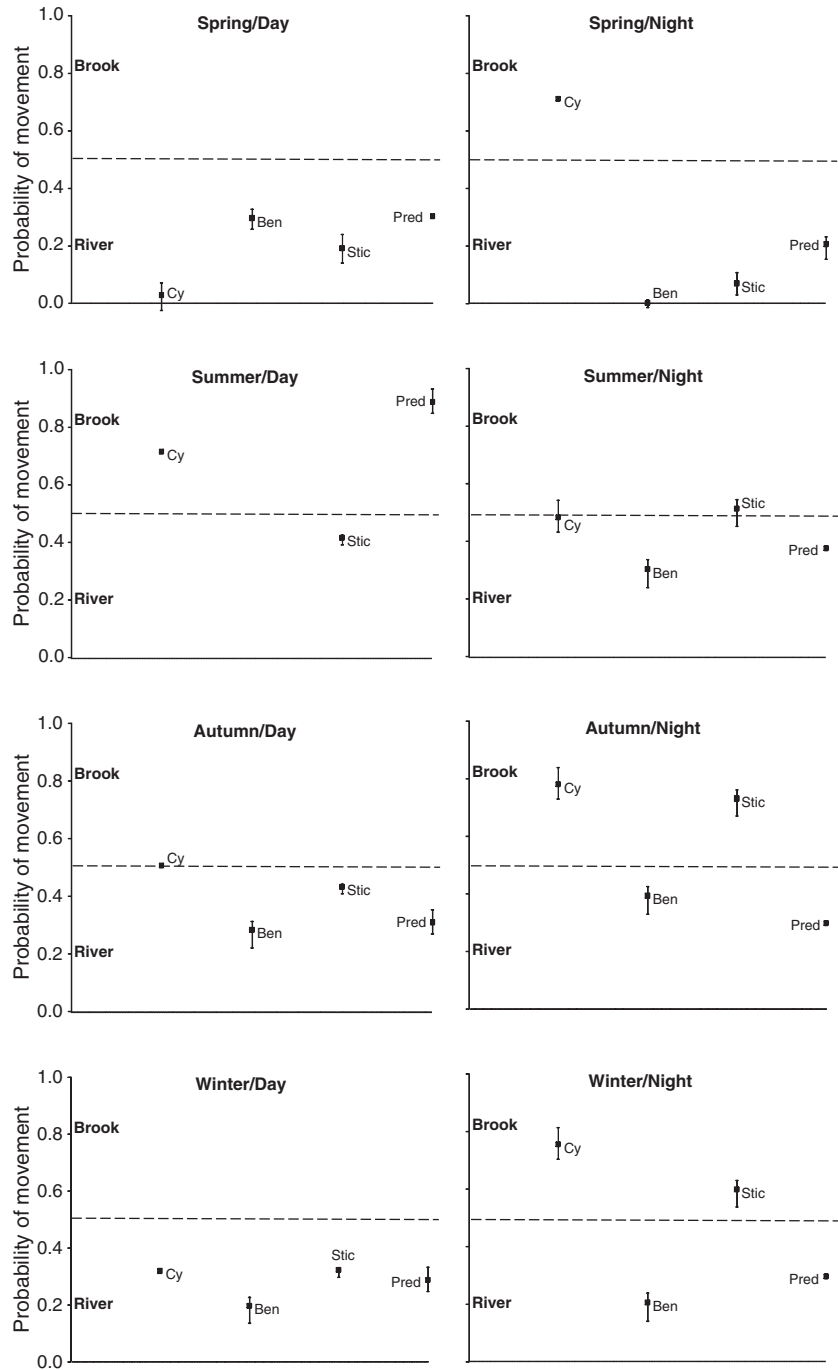 Spring/Day
Probability of movement
1.0
0.8
0.6
0.4
0.2
0.0
Brook
River
Cy
Ben
Stic
Pred
Spring/Night
Brook
River
Cy
Ben
Stic
Pred
Summer/Day
Probability of movement
1.0
0.8
0.6
0.4
0.2
0.0
Brook
River
Cy
Stic
Pred
Summer/Night
Brook
River
Cy
Ben
Stic
Pred
Autumn/Day
Probability of movement
1.0
0.8
0.6
0.4
0.2
0.0
Brook
River
Cy
Ben
Stic
Pred
Autumn/Night
Brook
River
Cy
Ben
Stic
Pred
Winter/Day
Probability of movement
1.0
0.8
0.6
0.4
0.2
0.0
Brook
River
Cy
Ben
Stic
Pred
Winter/Night
Brook
River
Cy
Ben
Stic
Pred